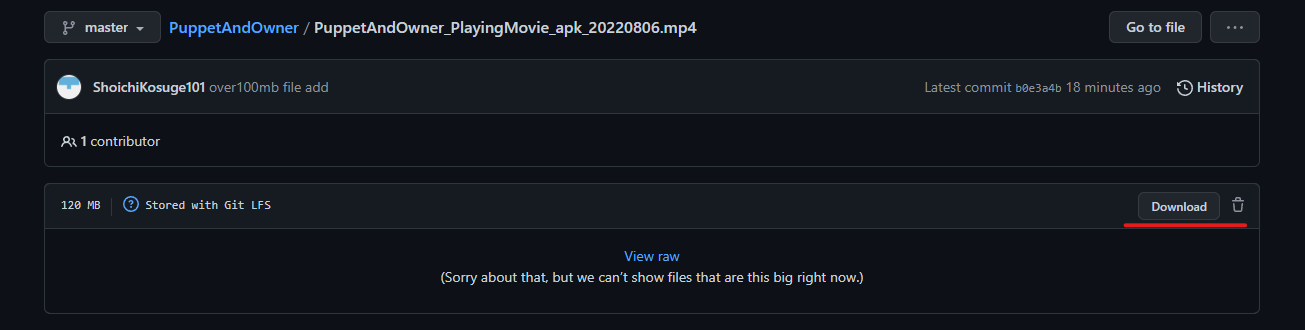 master PuppetAndOwner / PuppetAndOwner_PlayingMovie_apk_20220806.mp4 Go to file ...
ShoichiKosuge101 over100mb file add Latest commit b0e3a4b 18 minutes ago History
1 contributor
120 MB Stored with Git LFS Download
View raw
(Sorry about that, but we can’t show files that are this big right now.)